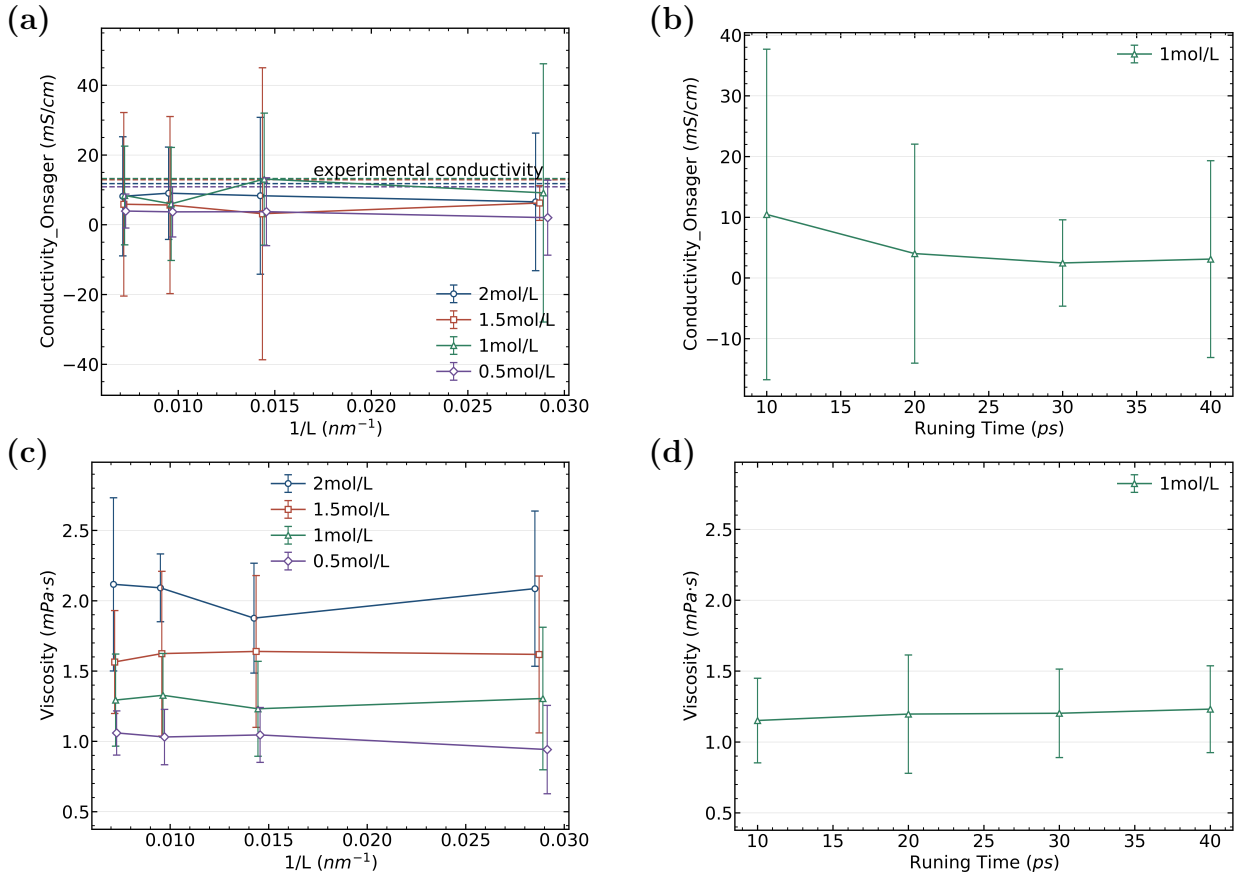 (a)
Conductivity_Onsager (mS/cm)
40
20
0
−20
−40
experimental conductivity
2mol/L
1.5mol/L
1mol/L
0.5mol/L
0.010
0.015
0.020
0.025
0.030
1/L (nm⁻¹)
(b)
Conductivity_Onsager (mS/cm)
40
30
20
10
0
−10
1mol/L
10
15
20
25
30
35
40
Runing Time (ps)
(c)
Viscosity (mPa·s)
2.5
2.0
1.5
1.0
0.5
2mol/L
1.5mol/L
1mol/L
0.5mol/L
0.010
0.015
0.020
0.025
0.030
1/L (nm⁻¹)
(d)
Viscosity (mPa·s)
2.5
2.0
1.5
1.0
0.5
1mol/L
10
15
20
25
30
35
40
Runing Time (ps)